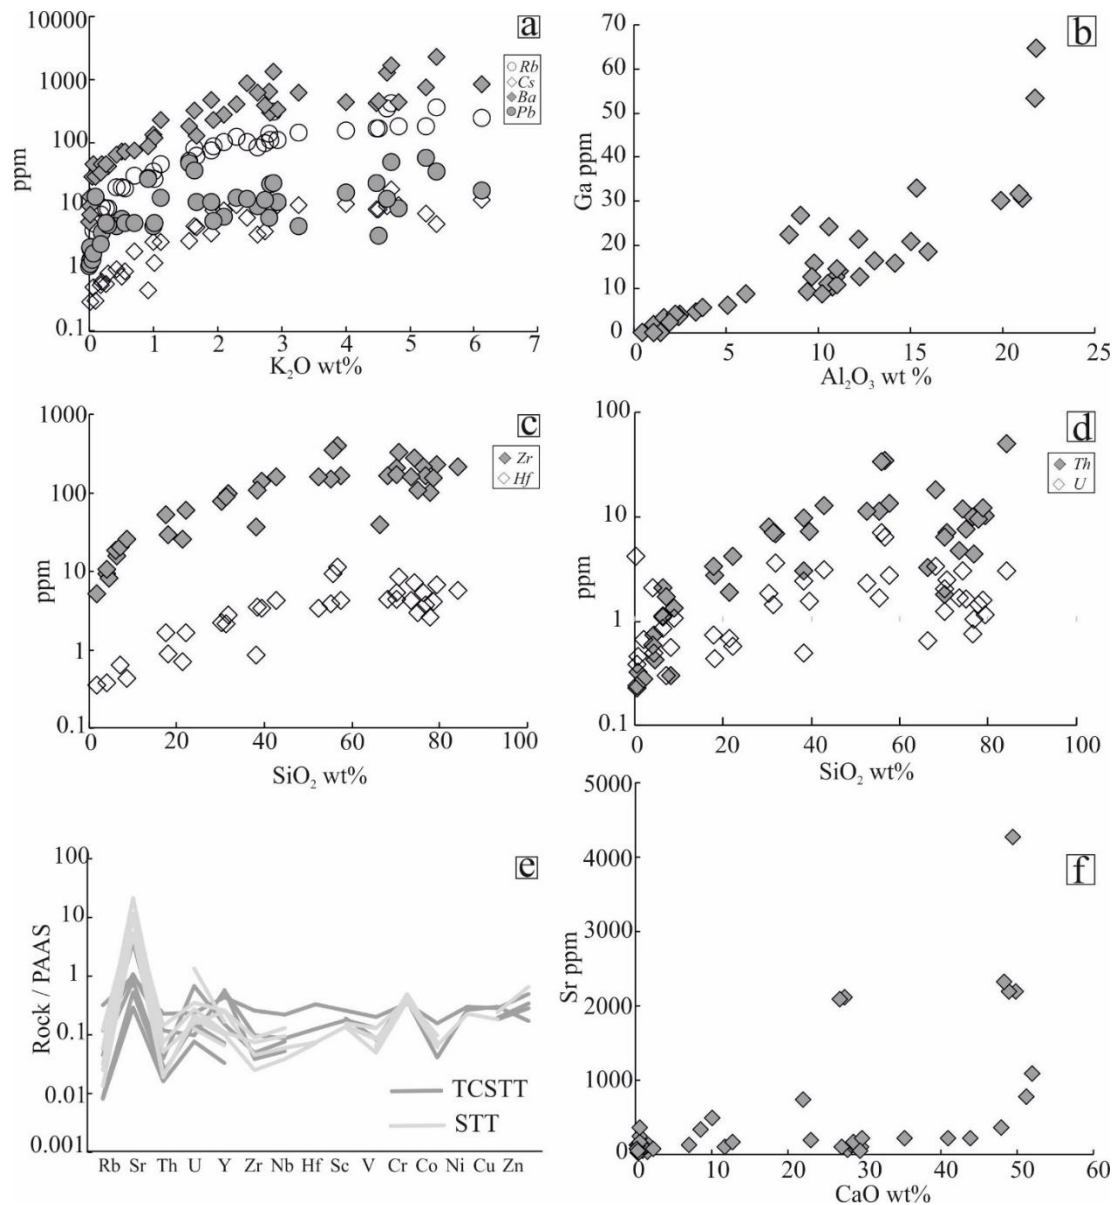 a
10000
1000
100
10
1
0.1
ppm
0 1 2 3 4 5 6 7
K₂O wt%
Rb
Cs
Ba
Pb
b
70
60
50
40
30
20
10
0
Ga ppm
0 5 10 15 20 25
Al₂O₃ wt %
c
1000
100
10
1
0.1
ppm
0 20 40 60 80 100
SiO₂ wt%
Zr
Hf
d
100
10
1
0.1
ppm
0 20 40 60 80 100
SiO₂ wt%
Th
U
e
100
10
1
0.1
0.01
0.001
Rock / PAAS
TCSTT
STT
Rb Sr Th U Y Zr Nb Hf Sc V Cr Co Ni Cu Zn
f
5000
4000
3000
2000
1000
0
Sr ppm
0 10 20 30 40 50 60
CaO wt%